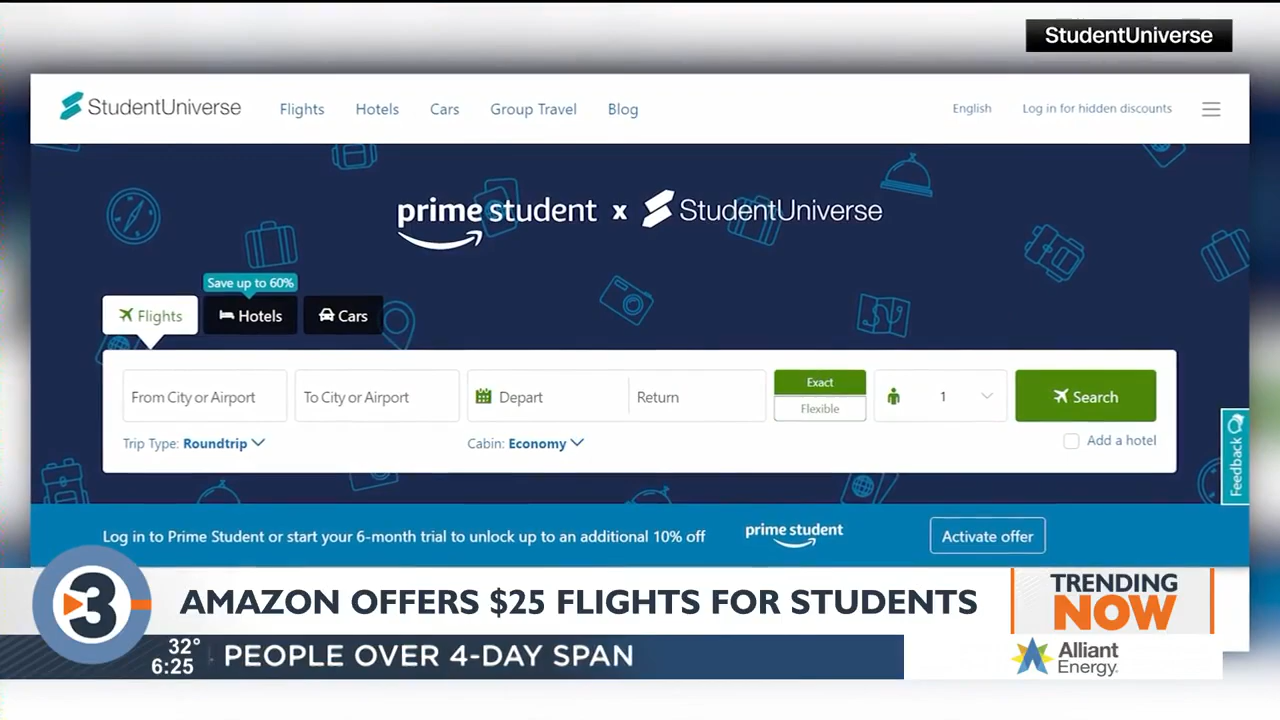 StudentUniverse
StudentUniverse Flights Hotels Cars Group Travel Blog English Log in for hidden discounts
prime student x StudentUniverse
Save up to 60%
Flights Hotels Cars
From City or Airport To City or Airport Depart Return Exact Flexible 1 Search
Trip Type: Roundtrip Cabin: Economy Add a hotel
Feedback
Log in to Prime Student or start your 6-month trial to unlock up to an additional 10% off prime student Activate offer
3
AMAZON OFFERS $25 FLIGHTS FOR STUDENTS
TRENDING
NOW
32°
6:25
PEOPLE OVER 4-DAY SPAN
Alliant
Energy.